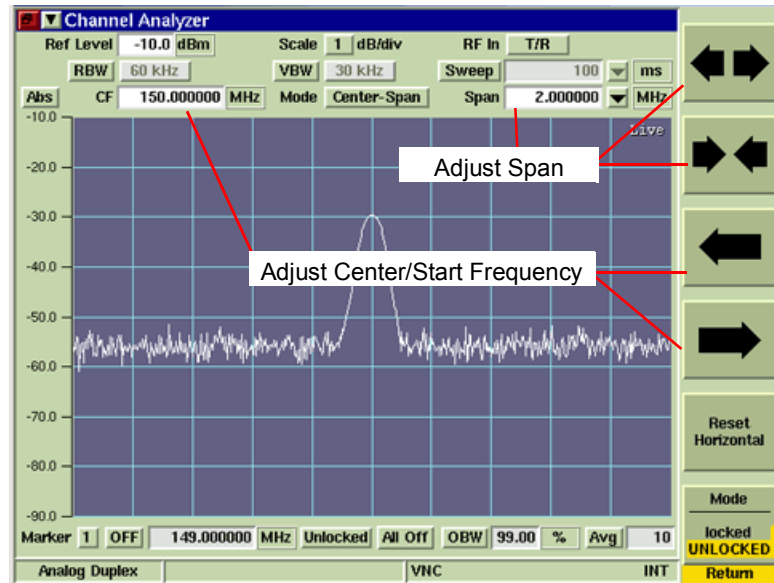 Channel Analyzer
Ref Level -10.0 dBm Scale 1 dB/div RF In T/R
RBW 60 kHz VBW 30 kHz Sweep 100 ms
Abs CF 150.000000 MHz Mode Center-Span Span 2.000000 MHz
-10.0
Live
-20.0
Adjust Span
-30.0
-40.0
Adjust Center/Start Frequency
-50.0
-60.0
-70.0
-80.0
-90.0
Marker 1 OFF 149.000000 MHz Unlocked All Off OBW 99.00 % Avg 10
Analog Duplex VNC INT
Reset
Horizontal
Mode
locked
UNLOCKED
Return